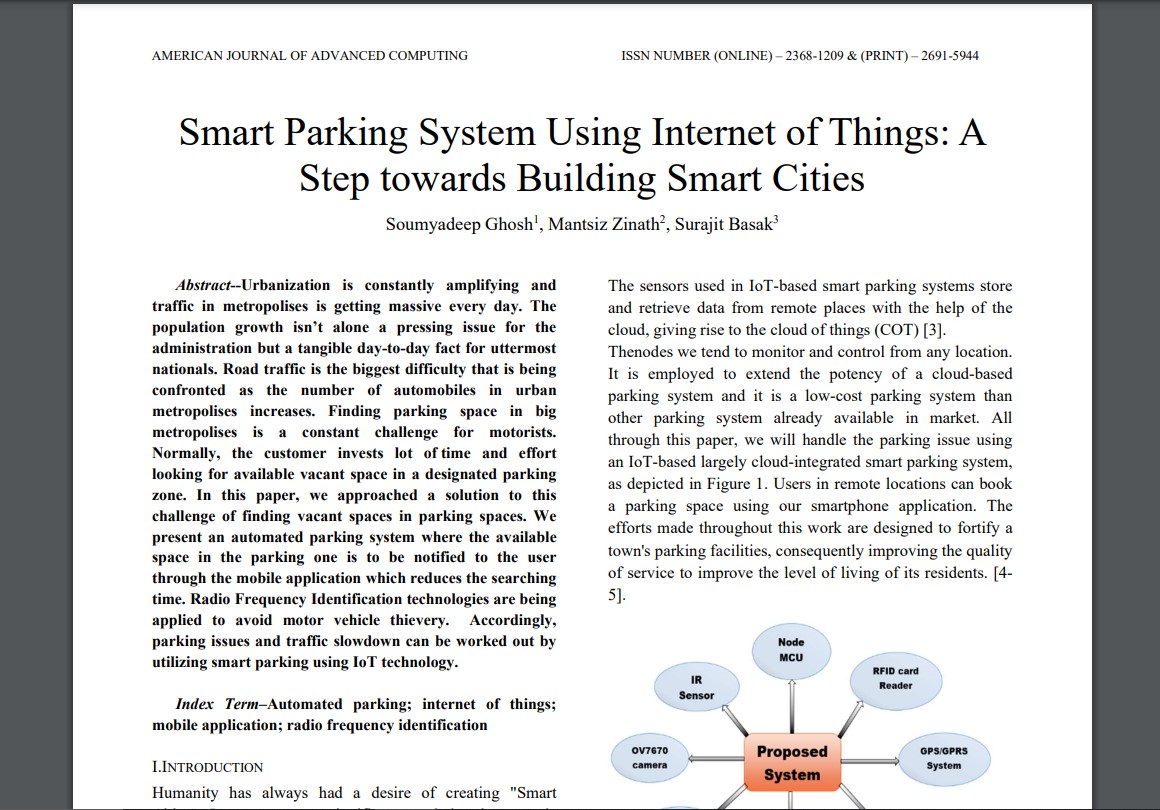 AMERICAN JOURNAL OF ADVANCED COMPUTING
ISSN NUMBER (ONLINE) – 2368-1209 & (PRINT) – 2691-5944
Smart Parking System Using Internet of Things: A
Step towards Building Smart Cities
Soumyadeep Ghosh1, Mantsiz Zinath2, Surajit Basak3
Abstract--Urbanization is constantly amplifying and
traffic in metropolises is getting massive every day. The
population growth isn’t alone a pressing issue for the
administration but a tangible day-to-day fact for uttermost
nationals. Road traffic is the biggest difficulty that is being
confronted as the number of automobiles in urban
metropolises increases. Finding parking space in big
metropolises is a constant challenge for motorists.
Normally, the customer invests lot of time and effort
looking for available vacant space in a designated parking
zone. In this paper, we approached a solution to this
challenge of finding vacant spaces in parking spaces. We
present an automated parking system where the available
space in the parking one is to be notified to the user
through the mobile application which reduces the searching
time. Radio Frequency Identification technologies are being
applied to avoid motor vehicle thievery. Accordingly,
parking issues and traffic slowdown can be worked out by
utilizing smart parking using IoT technology.
Index Term–Automated parking; internet of things;
mobile application; radio frequency identification
I.INTRODUCTION
Humanity has always had a desire of creating "Smart
The sensors used in IoT-based smart parking systems store
and retrieve data from remote places with the help of the
cloud, giving rise to the cloud of things (COT) [3].
Thenodes we tend to monitor and control from any location.
It is employed to extend the potency of a cloud-based
parking system and it is a low-cost parking system than
other parking system already available in market. All
through this paper, we will handle the parking issue using
an IoT-based largely cloud-integrated smart parking system,
as depicted in Figure 1. Users in remote locations can book
a parking space using our smartphone application. The
efforts made throughout this work are designed to fortify a
town's parking facilities, consequently improving the quality
of service to improve the level of living of its residents. [4-
5].
Node
MCU
IR
Sensor
RFID card
Reader
OV7670
camera
Proposed
System
GPS/GPRS
System